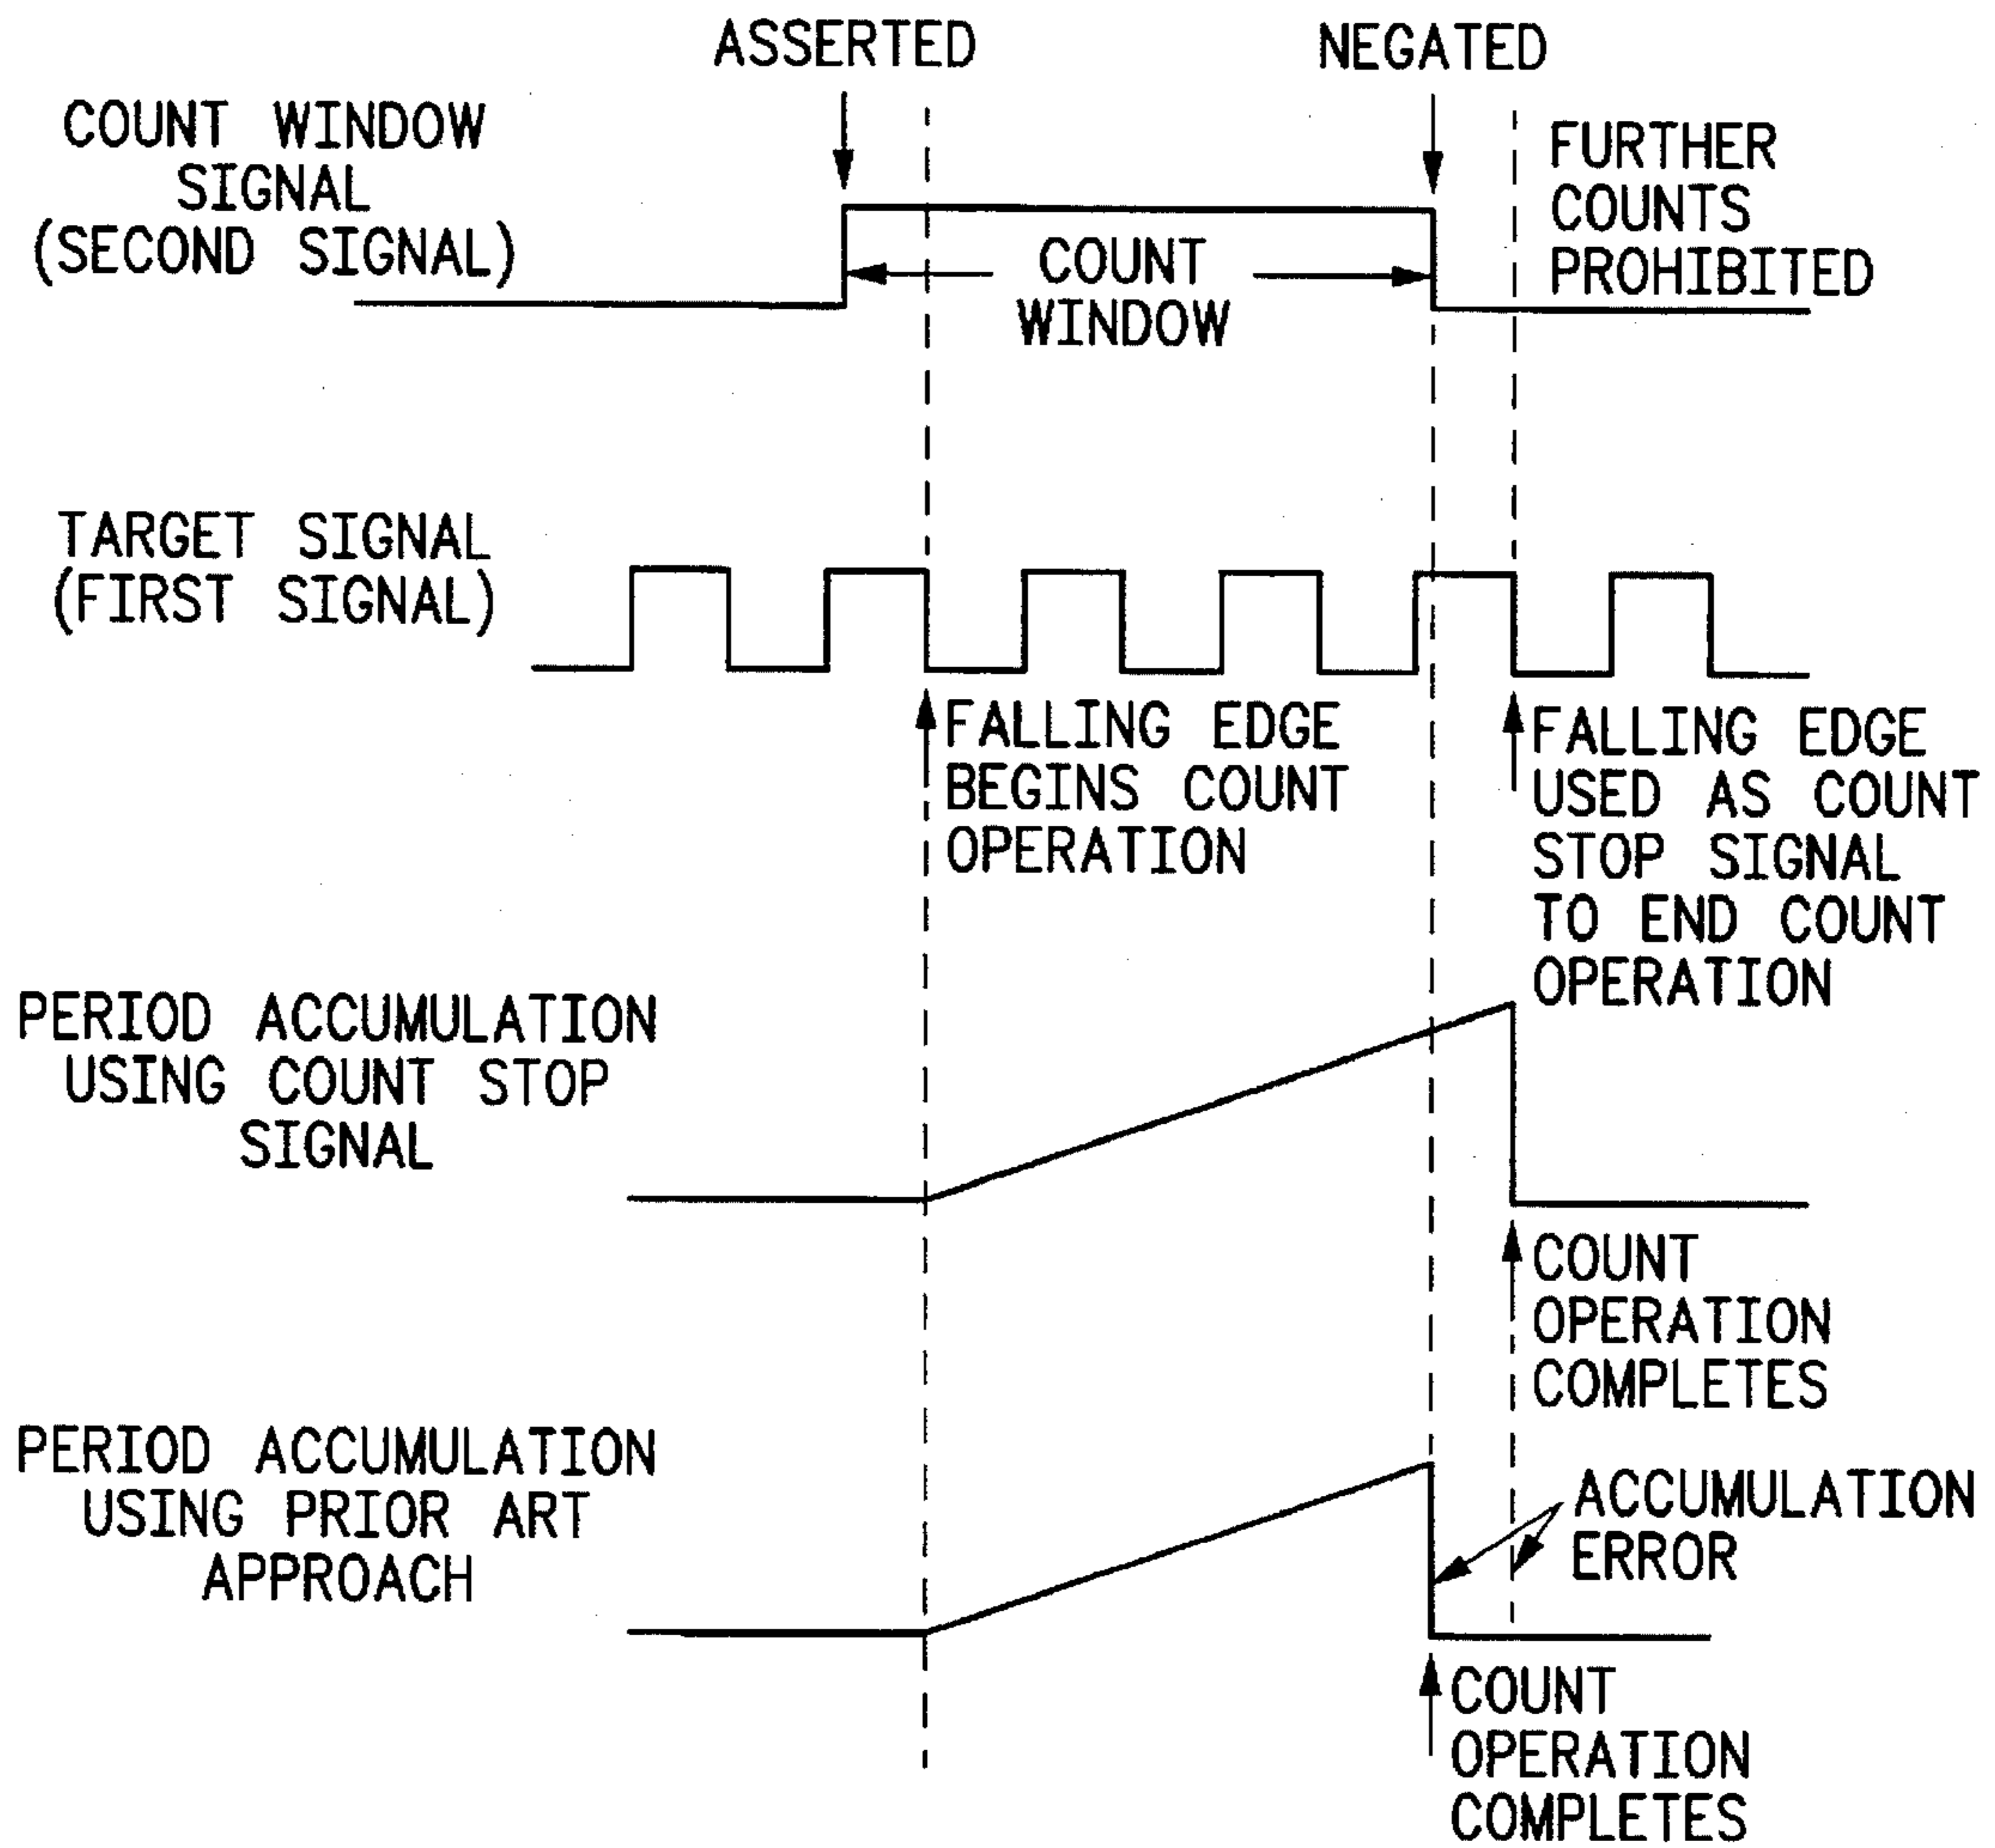 ASSERTED
NEGATED
COUNT WINDOW
SIGNAL
(SECOND SIGNAL)
FURTHER
COUNTS
PROHIBITED
COUNT
WINDOW
TARGET SIGNAL
(FIRST SIGNAL)
FALLING EDGE
BEGINS COUNT
OPERATION
FALLING EDGE
USED AS COUNT
STOP SIGNAL
TO END COUNT
OPERATION
PERIOD ACCUMULATION
USING COUNT STOP
SIGNAL
COUNT
OPERATION
COMPLETES
PERIOD ACCUMULATION
USING PRIOR ART
APPROACH
ACCUMULATION
ERROR
COUNT
OPERATION
COMPLETES